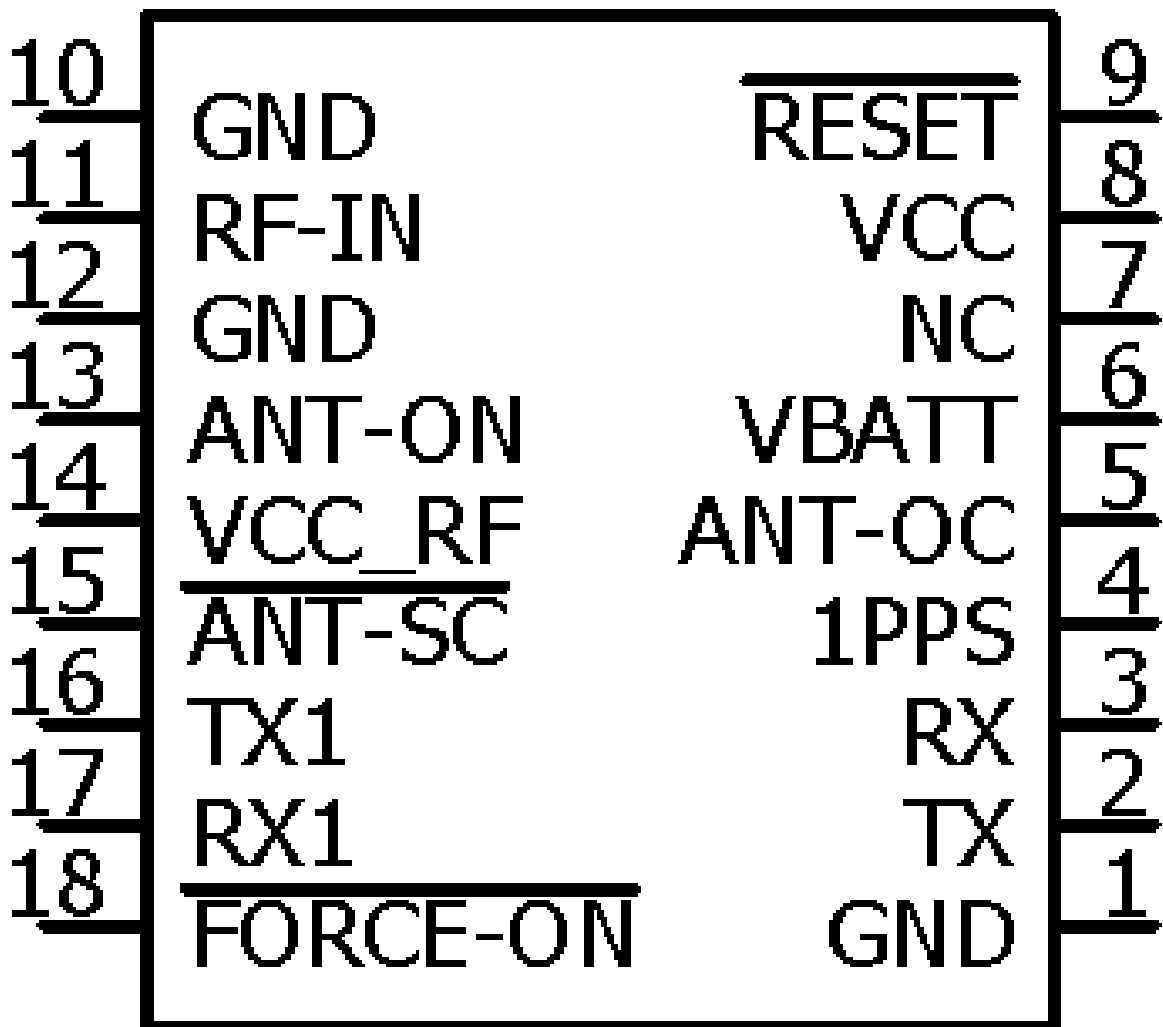 10 GND RESET 9
11 RF-IN VCC 8
12 GND NC 7
13 ANT-ON VBATT 6
14 VCC_RF ANT-OC 5
15 ANT-SC 1PPS 4
16 TX1 RX 3
17 RX1 TX 2
18 FORCE-ON GND 1